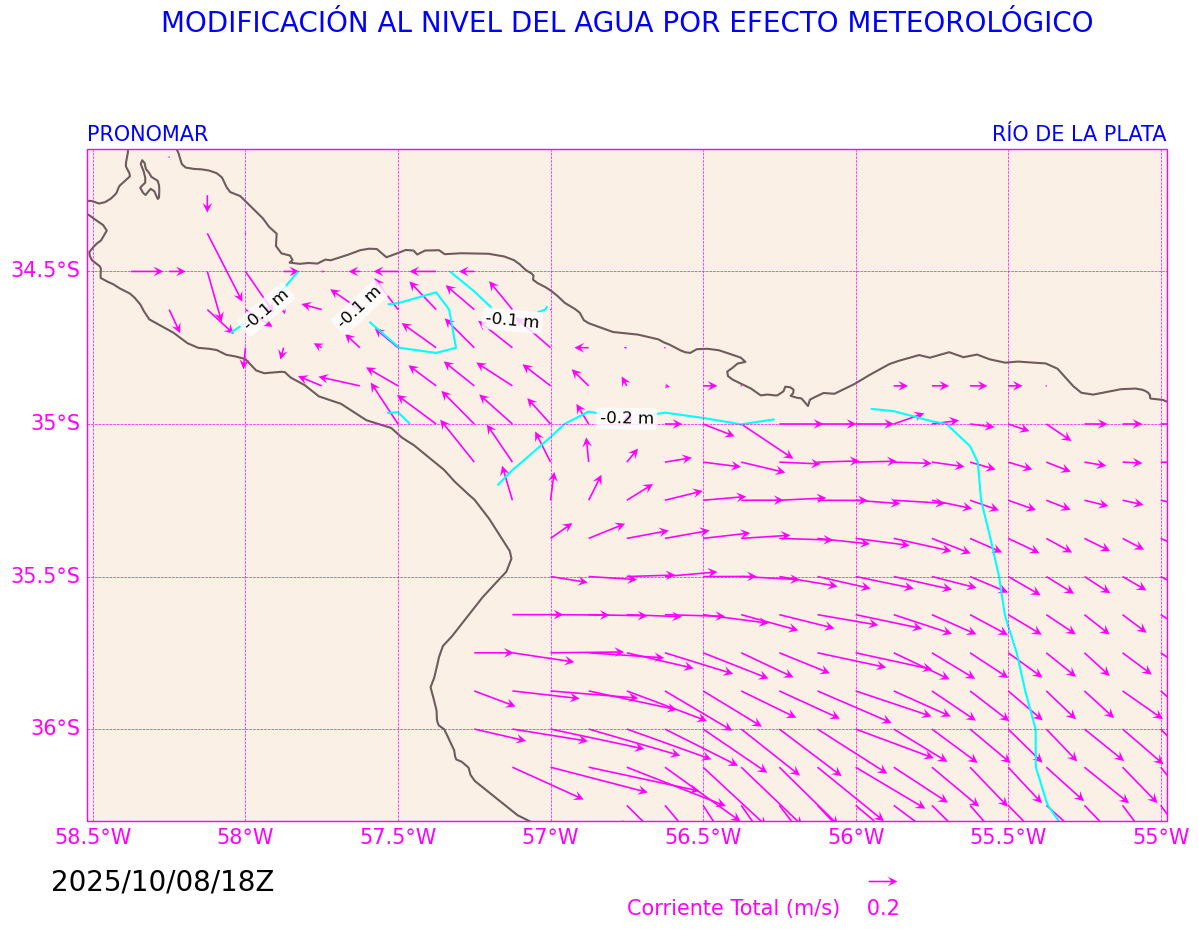 MODIFICACIÓN AL NIVEL DEL AGUA POR EFECTO METEOROLÓGICO
PRONOMAR
RÍO DE LA PLATA
34.5°S
-0.1 m
-0.1 m
-0.1 m
35°S
-0.2 m
35.5°S
36°S
58.5°W
58°W
57.5°W
57°W
56.5°W
56°W
55.5°W
55°W
2025/10/08/18Z
Corriente Total (m/s)
0.2